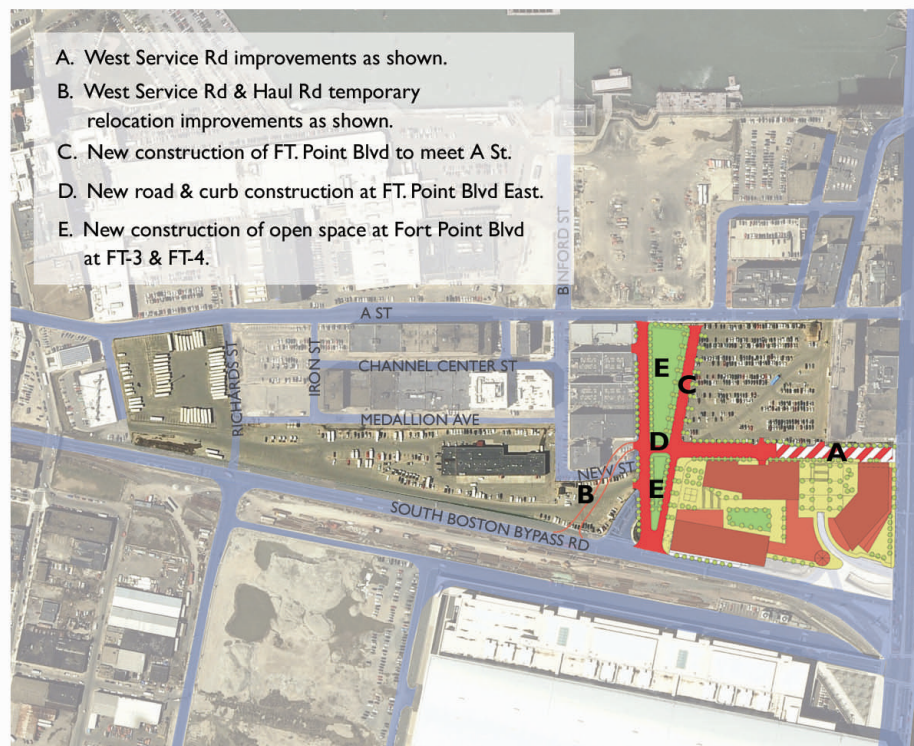 A. West Service Rd improvements as shown.
B. West Service Rd & Haul Rd temporary
relocation improvements as shown.
C. New construction of FT. Point Blvd to meet A St.
D. New road & curb construction at FT. Point Blvd East.
E. New construction of open space at Fort Point Blvd
at FT-3 & FT-4.
BINFORD ST
A ST
RICHARDS ST
IRON ST
CHANNEL CENTER ST
MEDALLION AVE
NEW ST
SOUTH BOSTON BYPASS RD
E
C
D
A
B
E